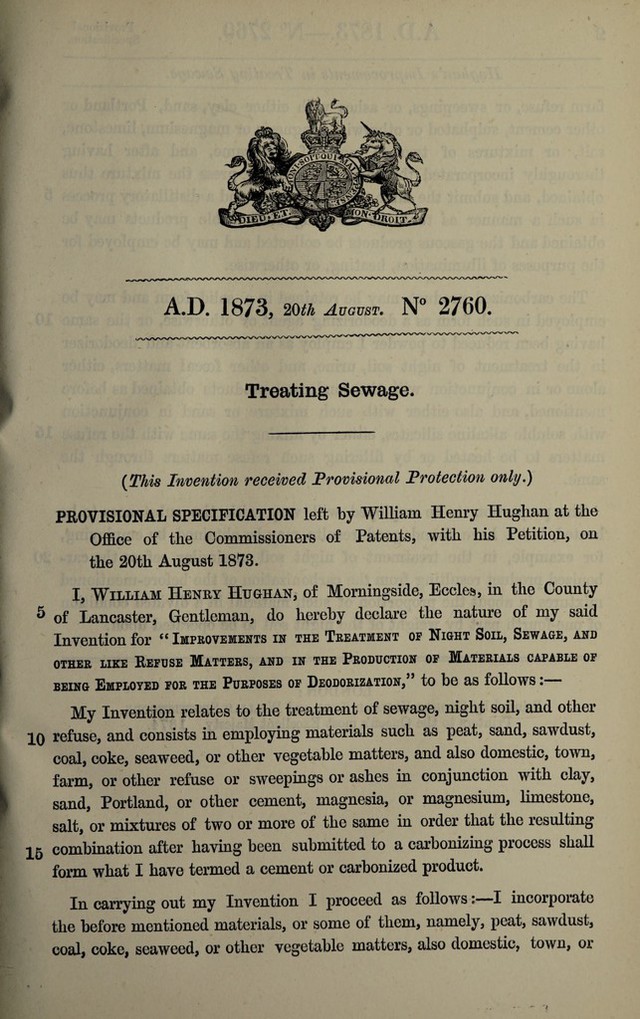 HONI SOIT QUI MAL Y PENSE
DIEU ET MON DROIT
A.D. 1873, 20th AUGUST. Nº 2760.
Treating Sewage.
(This Invention received Provisional Protection only.)
PROVISIONAL SPECIFICATION left by William Henry Hughan at the
Office of the Commissioners of Patents, with his Petition, on
the 20th August 1873.
I, WILLIAM HENRY HUGHAN, of Morningside, Eccles, in the County
5 of Lancaster, Gentleman, do hereby declare the nature of my said
Invention for “IMPROVEMENTS IN THE TREATMENT OF NIGHT SOIL, SEWAGE, AND
OTHER LIKE REFUSE MATTERS, AND IN THE PRODUCTION OF MATERIALS CAPABLE OF
BEING EMPLOYED FOR THE PURPOSES OF DEODORIZATION,” to be as follows:—
My Invention relates to the treatment of sewage, night soil, and other
10 refuse, and consists in employing materials such as peat, sand, sawdust,
coal, coke, seaweed, or other vegetable matters, and also domestic, town,
farm, or other refuse or sweepings or ashes in conjunction with clay,
sand, Portland, or other cement, magnesia, or magnesium, limestone,
salt, or mixtures of two or more of the same in order that the resulting
15 combination after having been submitted to a carbonizing process shall
form what I have termed a cement or carbonized product.
In carrying out my Invention I proceed as follows:—I incorporate
the before mentioned materials, or some of them, namely, peat, sawdust,
coal, coke, seaweed, or other vegetable matters, also domestic, town, or